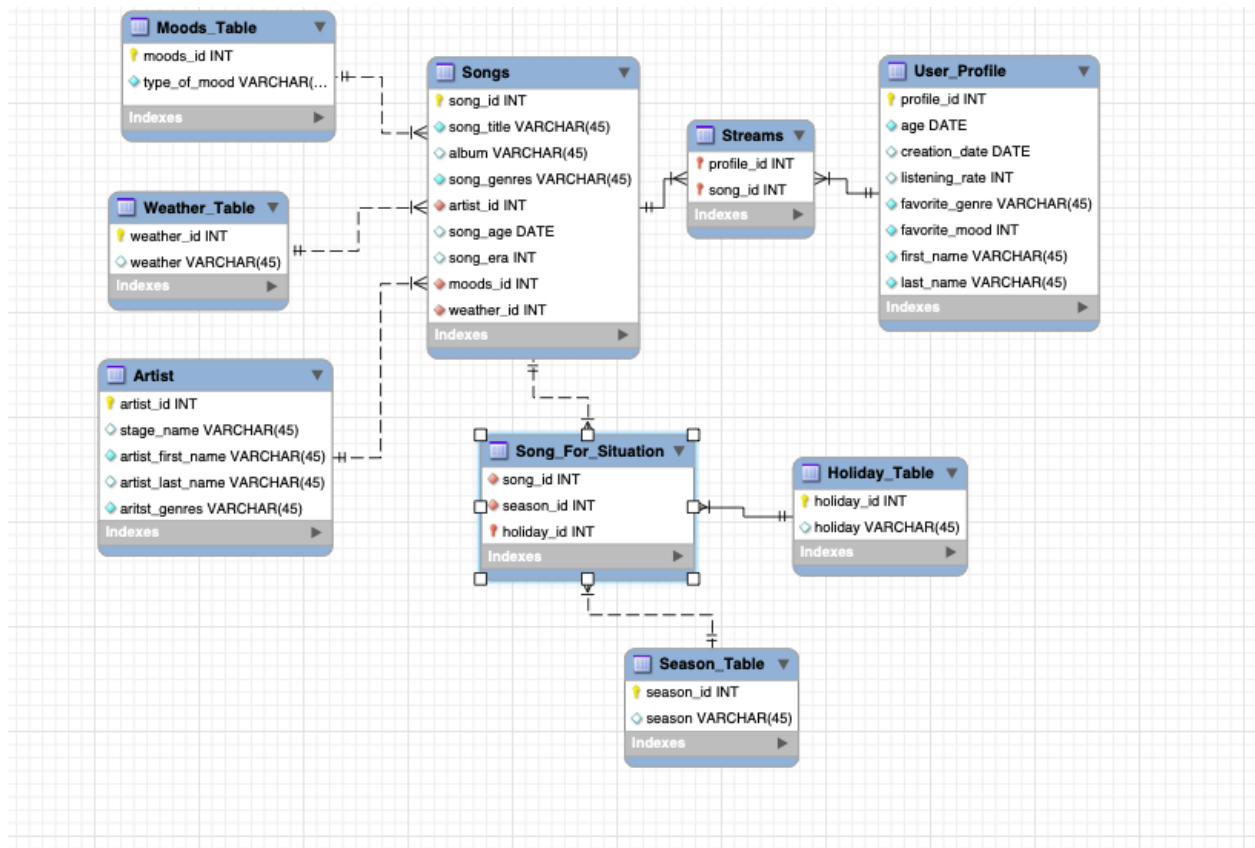 Moods_Table
moods_id INT
type_of_mood VARCHAR(...
Indexes
Weather_Table
weather_id INT
weather VARCHAR(45)
Indexes
Artist
artist_id INT
stage_name VARCHAR(45)
artist_first_name VARCHAR(45)
artist_last_name VARCHAR(45)
aritst_genres VARCHAR(45)
Indexes
Songs
song_id INT
song_title VARCHAR(45)
album VARCHAR(45)
song_genres VARCHAR(45)
artist_id INT
song_age DATE
song_era INT
moods_id INT
weather_id INT
Indexes
Streams
profile_id INT
song_id INT
Indexes
User_Profile
profile_id INT
age DATE
creation_date DATE
listening_rate INT
favorite_genre VARCHAR(45)
favorite_mood INT
first_name VARCHAR(45)
last_name VARCHAR(45)
Indexes
Song_For_Situation
song_id INT
season_id INT
holiday_id INT
Indexes
Holiday_Table
holiday_id INT
holiday VARCHAR(45)
Indexes
Season_Table
season_id INT
season VARCHAR(45)
Indexes